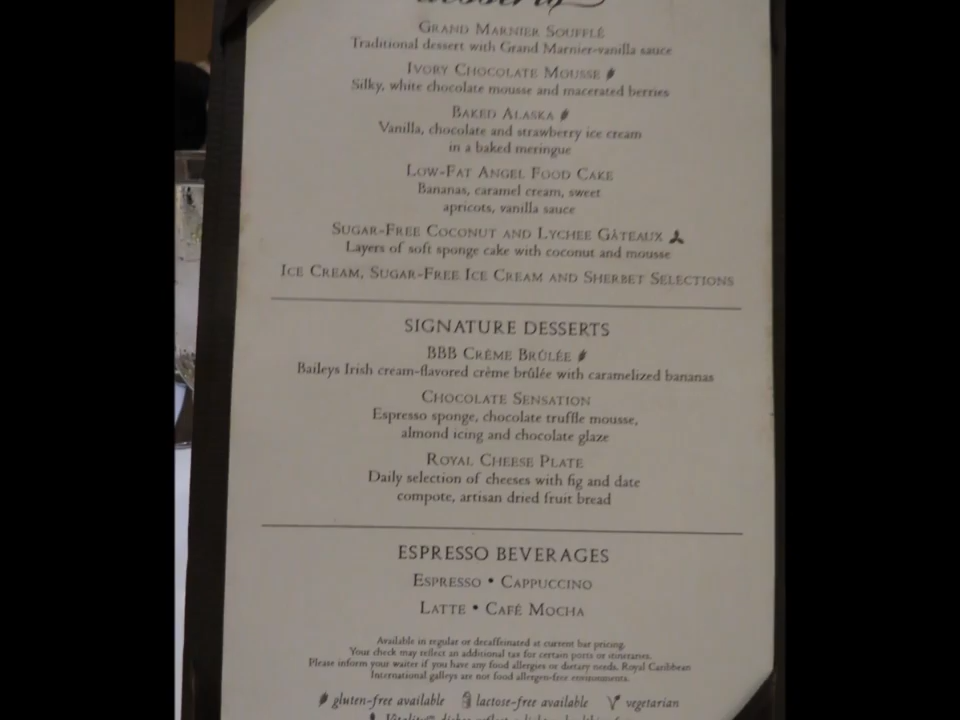 desserts
GRAND MARNIER SOUFFLÉ
Traditional dessert with Grand Marnier-vanilla sauce
IVORY CHOCOLATE MOUSSE
Silky, white chocolate mousse and macerated berries
BAKED ALASKA
Vanilla, chocolate and strawberry ice cream
in a baked meringue
LOW-FAT ANGEL FOOD CAKE
Bananas, caramel cream, sweet
apricots, vanilla sauce
SUGAR-FREE COCONUT AND LYCHEE GÂTEAUX
Layers of soft sponge cake with coconut and mousse
ICE CREAM, SUGAR-FREE ICE CREAM AND SHERBET SELECTIONS
SIGNATURE DESSERTS
BBB CRÈME BRÛLÉE
Baileys Irish cream-flavored crème brûlée with caramelized bananas
CHOCOLATE SENSATION
Espresso sponge, chocolate truffle mousse,
almond icing and chocolate glaze
ROYAL CHEESE PLATE
Daily selection of cheeses with fig and date
compote, artisan dried fruit bread
ESPRESSO BEVERAGES
ESPRESSO • CAPPUCCINO
LATTE • CAFÉ MOCHA
Available in regular or decaffeinated at current bar pricing.
Your check may reflect an additional tax for certain ports or itineraries.
Please inform your waiter if you have any food allergies or dietary needs. Royal Caribbean
International galleys are not food allergen-free environments.
gluten-free available lactose-free available vegetarian